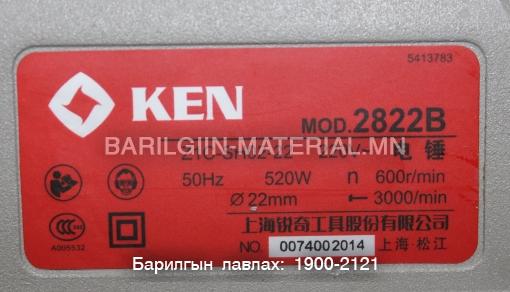 5413783
KEN
MOD.2822B
BARILGIIN-MATERIAL.MN
220V~ 电锤
50Hz 520W n 600r/min
Ø22mm 3000/min
上海锐奇工具股份有限公司
A005532
NO. 0074002014 上海·松江
Барилгын лавлах: 1900-2121